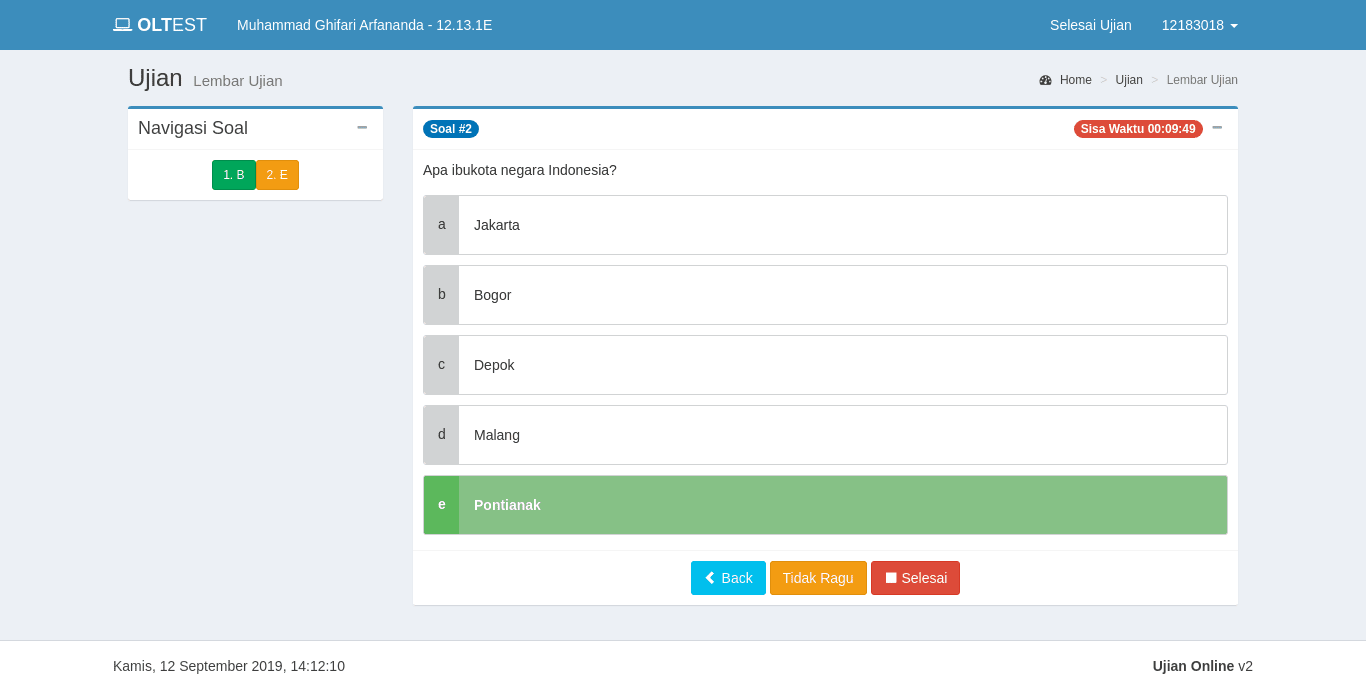 OLTEST Muhammad Ghifari Arfananda - 12.13.1E Selesai Ujian 12183018
Ujian Lembar Ujian Home > Ujian > Lembar Ujian
Navigasi Soal
1. B 2. E
Soal #2 Sisa Waktu 00:09:49
Apa ibukota negara Indonesia?
a Jakarta
b Bogor
c Depok
d Malang
e Pontianak
Back Tidak Ragu Selesai
Kamis, 12 September 2019, 14:12:10 Ujian Online v2